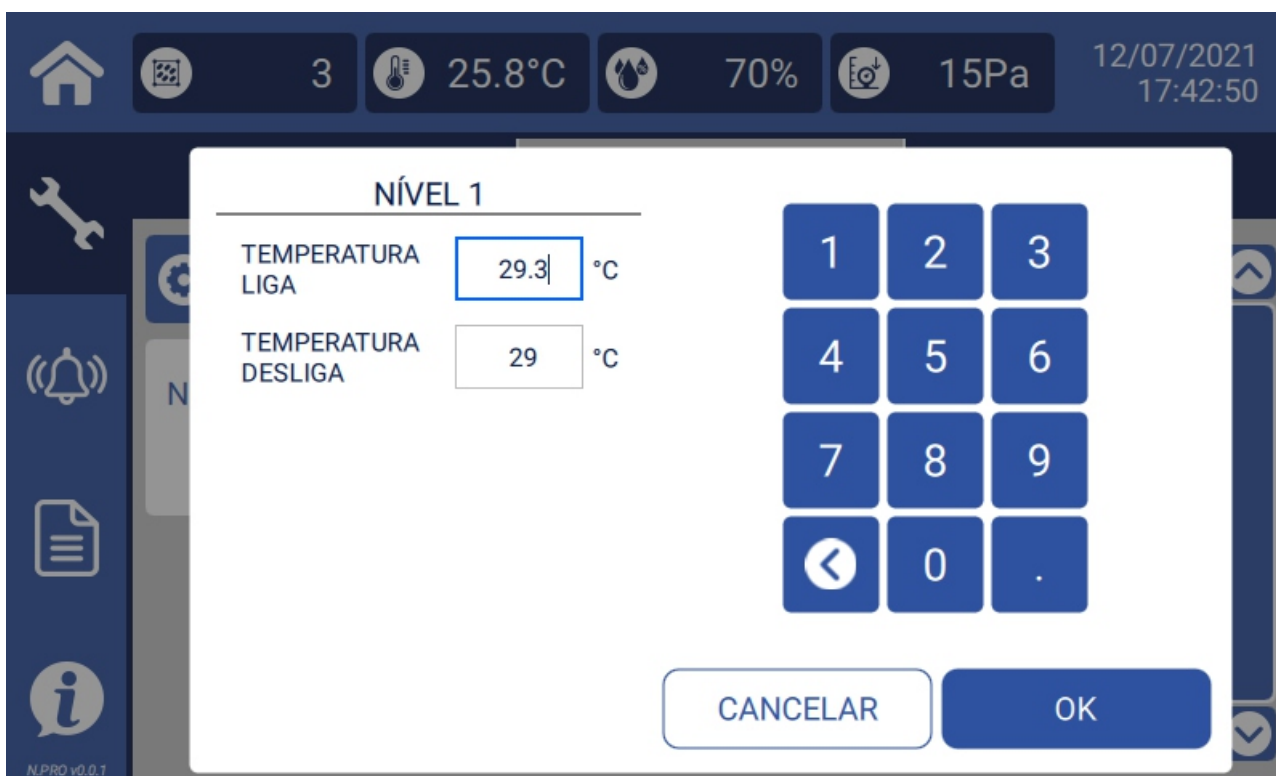 3
25.8°C
70%
15Pa
12/07/2021
17:42:50
NÍVEL 1
TEMPERATURA
LIGA
29.3
°C
TEMPERATURA
DESLIGA
29
°C
1 2 3
4 5 6
7 8 9
0 .
CANCELAR
OK
N
N.PRO v0.0.1